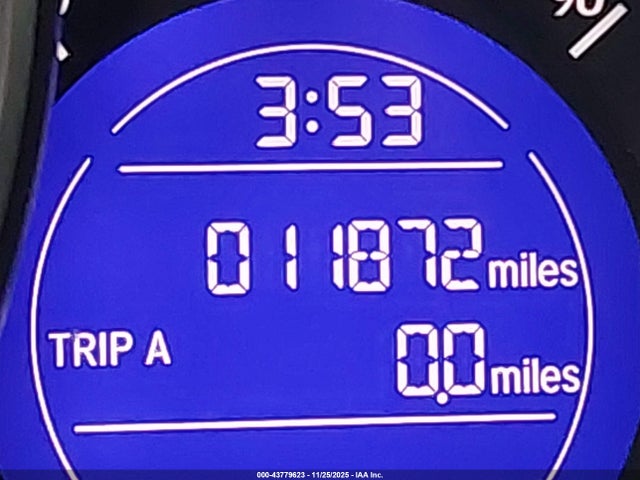 %
3:53
011872 miles
TRIP A 0.0 miles
000-43779623 - 11/25/2025 - IAA Inc.